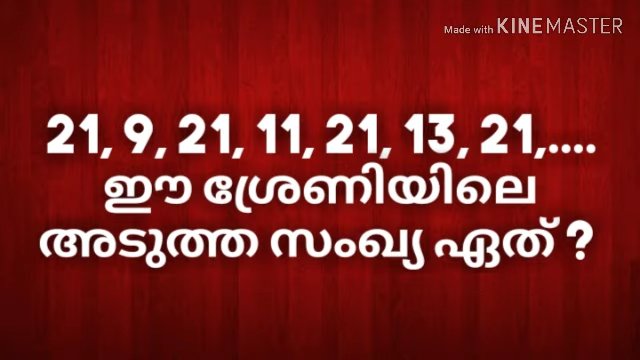 Made with KINEMASTER
21, 9, 21, 11, 21, 13, 21,....
ഈ ശ്രേണിയിലെ
അടുത്ത സംഖ്യ ഏത് ?